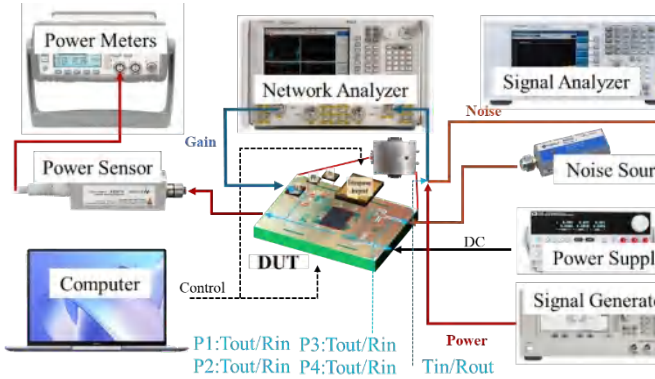 Power Meters
Network Analyzer
Signal Analyzer
Noise
Gain
Power Sensor
Noise Sour
DUT
DC
Power Suppl
Computer
Control
Signal Generat
P1:Tout/Rin P3:Tout/Rin
P2:Tout/Rin P4:Tout/Rin
Power
Tin/Rout